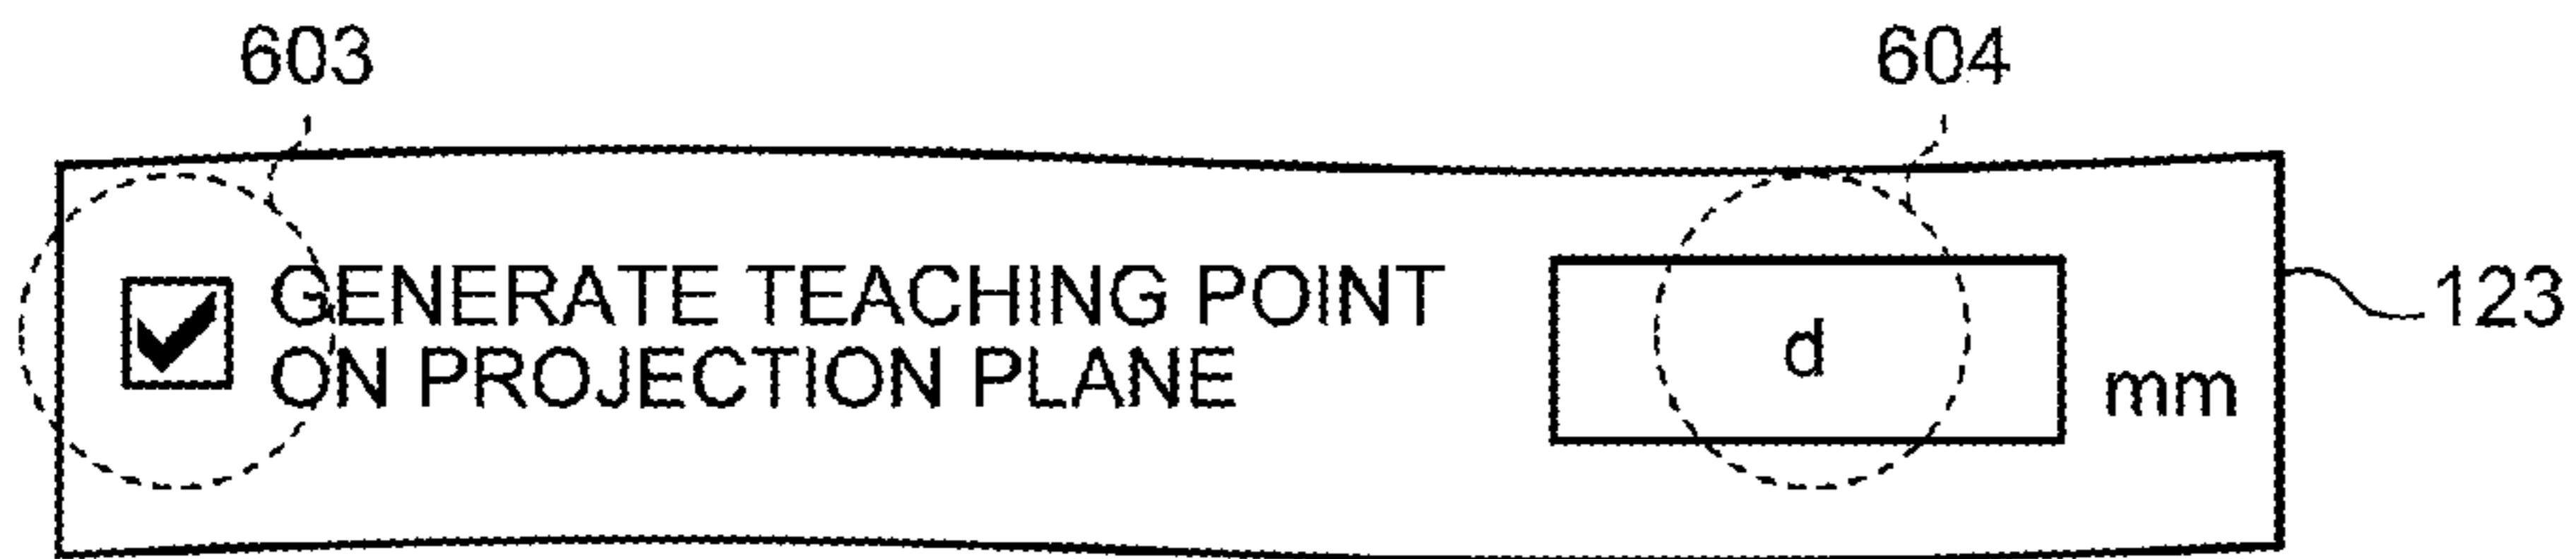 603 604
GENERATE TEACHING POINT
ON PROJECTION PLANE
d
mm
123